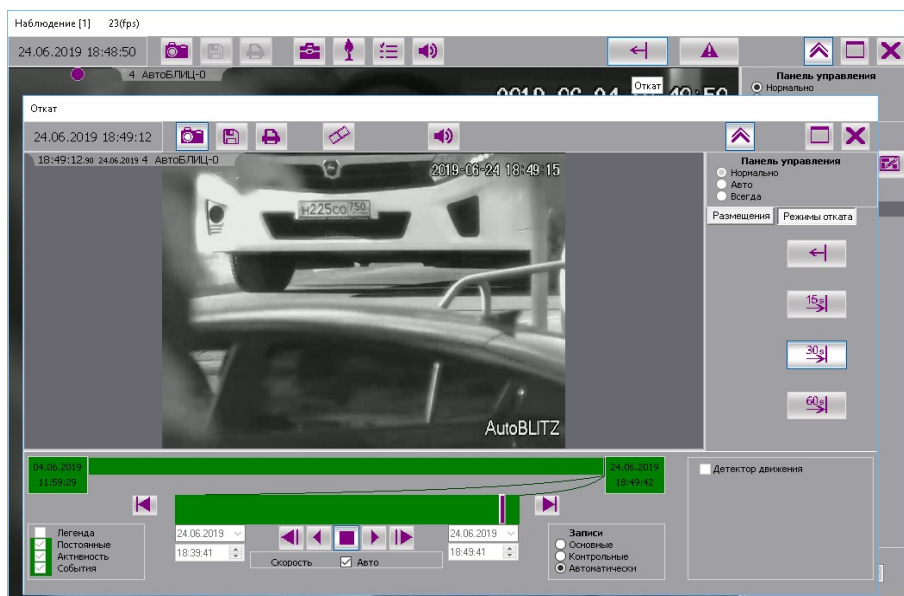 Наблюдение [1] 23(fps)
24.06.2019 18:48:50
4 АвтоБЛИЦ-0
Откат
Панель управления
Нормально
Откат
24.06.2019 18:49:12
18:49:12.90 24.06.2019 4 АвтоБЛИЦ-0
2019-06-24 18:49:15
Н225СО 750
AutoBLITZ
Панель управления
Нормально
Авто
Всегда
Размещения Режимы отката
15s
30s
60s
04.06.2019
11:59:29
24.06.2019
18:49:42
Детектор движения
Легенда
Постоянные
Активность
События
24.06.2019
18:39:41
Скорость Авто
24.06.2019
18:49:41
Записи
Основные
Контрольные
Автоматически